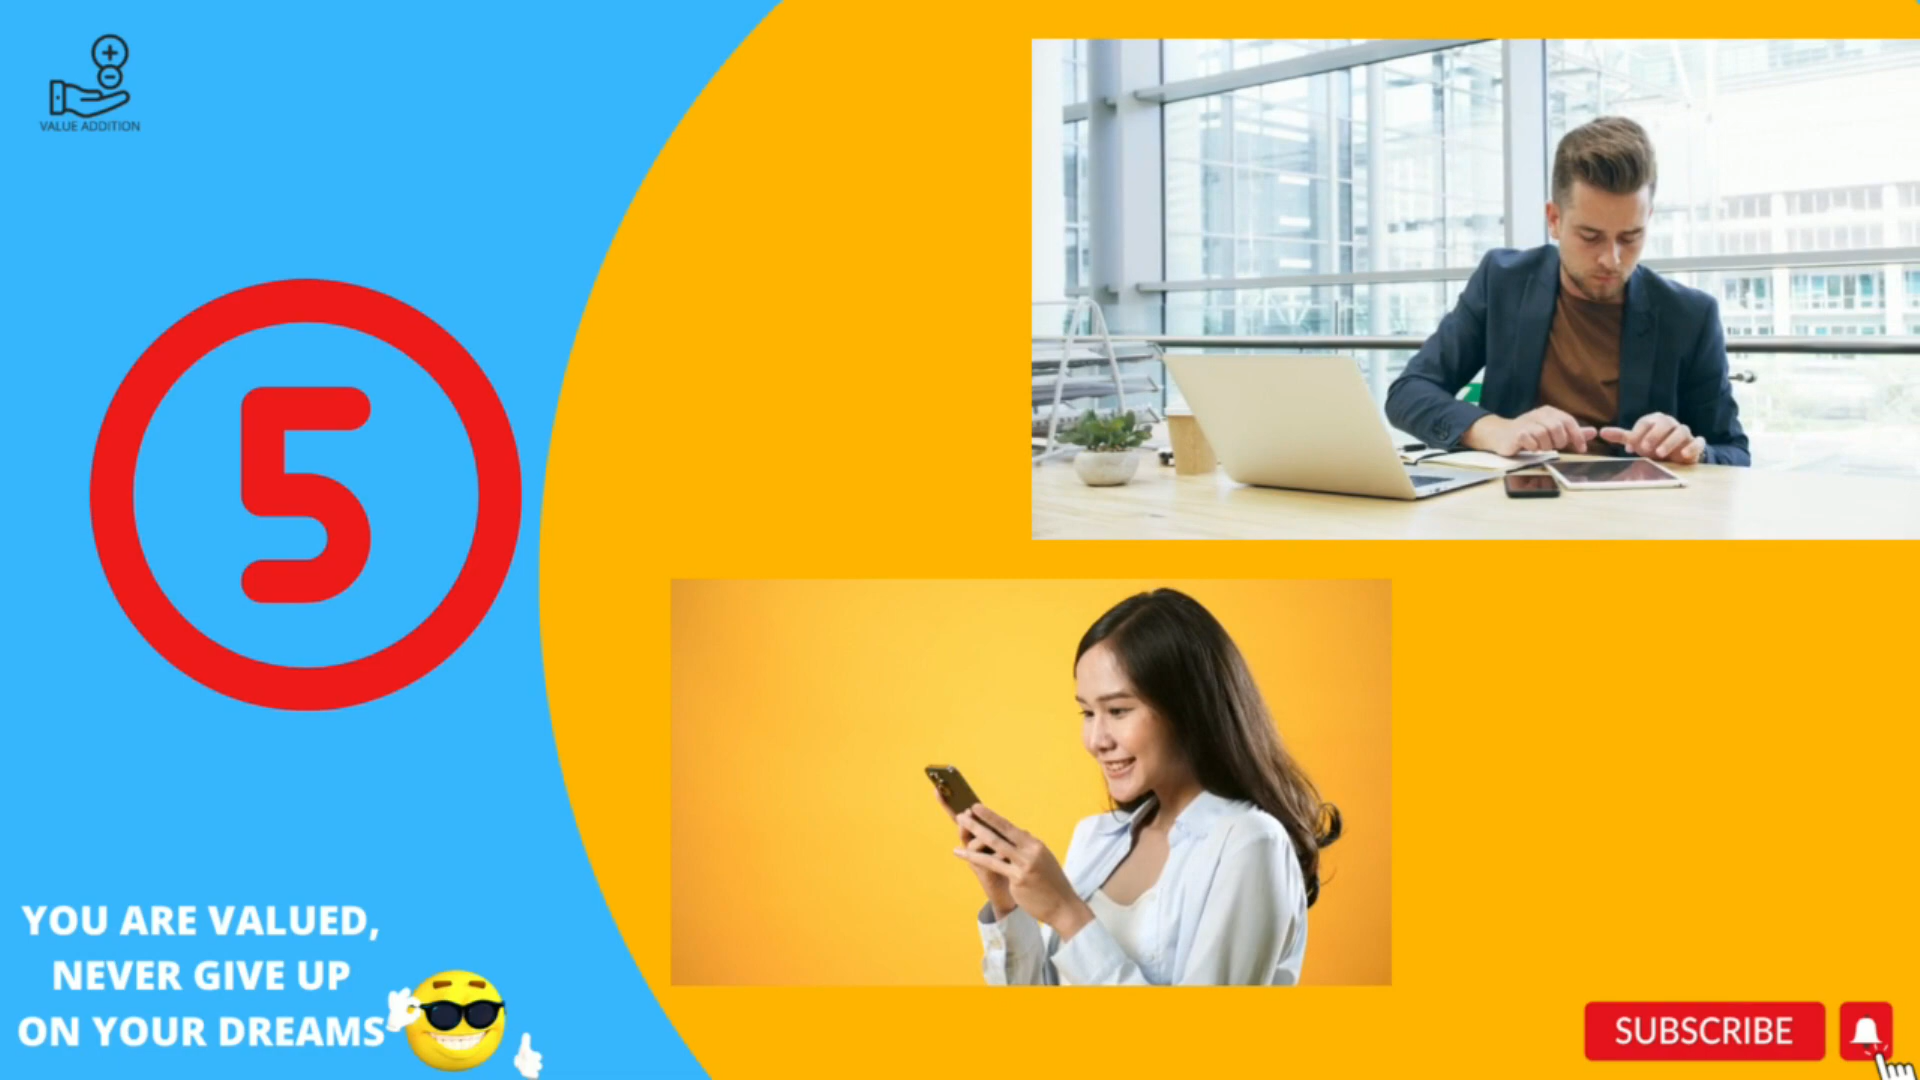 VALUE ADDITION
5
YOU ARE VALUED,
NEVER GIVE UP
ON YOUR DREAMS
SUBSCRIBE